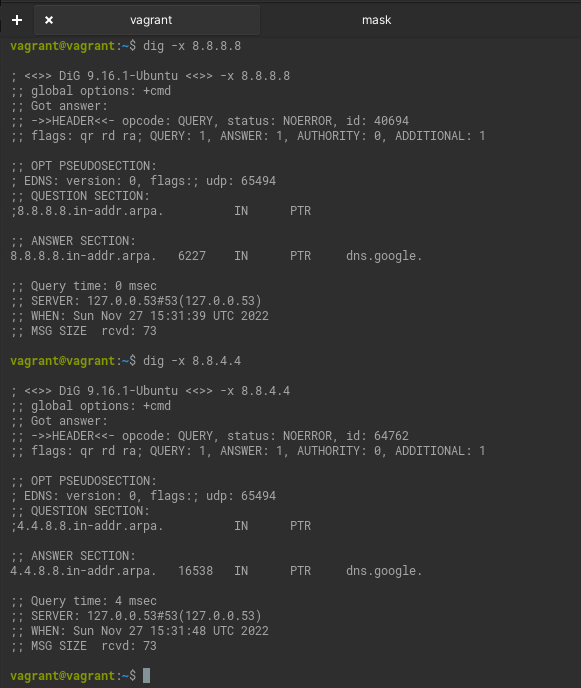 + × vagrant mask
vagrant@vagrant:~$ dig -x 8.8.8.8
; <<>> DiG 9.16.1-Ubuntu <<>> -x 8.8.8.8
;; global options: +cmd
;; Got answer:
;; ->>HEADER<<- opcode: QUERY, status: NOERROR, id: 40694
;; flags: qr rd ra; QUERY: 1, ANSWER: 1, AUTHORITY: 0, ADDITIONAL: 1
;; OPT PSEUDOSECTION:
; EDNS: version: 0, flags:; udp: 65494
;; QUESTION SECTION:
;8.8.8.8.in-addr.arpa. IN PTR
;; ANSWER SECTION:
8.8.8.8.in-addr.arpa. 6227 IN PTR dns.google.
;; Query time: 0 msec
;; SERVER: 127.0.0.53#53(127.0.0.53)
;; WHEN: Sun Nov 27 15:31:39 UTC 2022
;; MSG SIZE rcvd: 73
vagrant@vagrant:~$ dig -x 8.8.4.4
; <<>> DiG 9.16.1-Ubuntu <<>> -x 8.8.4.4
;; global options: +cmd
;; Got answer:
;; ->>HEADER<<- opcode: QUERY, status: NOERROR, id: 64762
;; flags: qr rd ra; QUERY: 1, ANSWER: 1, AUTHORITY: 0, ADDITIONAL: 1
;; OPT PSEUDOSECTION:
; EDNS: version: 0, flags:; udp: 65494
;; QUESTION SECTION:
;4.4.8.8.in-addr.arpa. IN PTR
;; ANSWER SECTION:
4.4.8.8.in-addr.arpa. 16538 IN PTR dns.google.
;; Query time: 4 msec
;; SERVER: 127.0.0.53#53(127.0.0.53)
;; WHEN: Sun Nov 27 15:31:48 UTC 2022
;; MSG SIZE rcvd: 73
vagrant@vagrant:~$